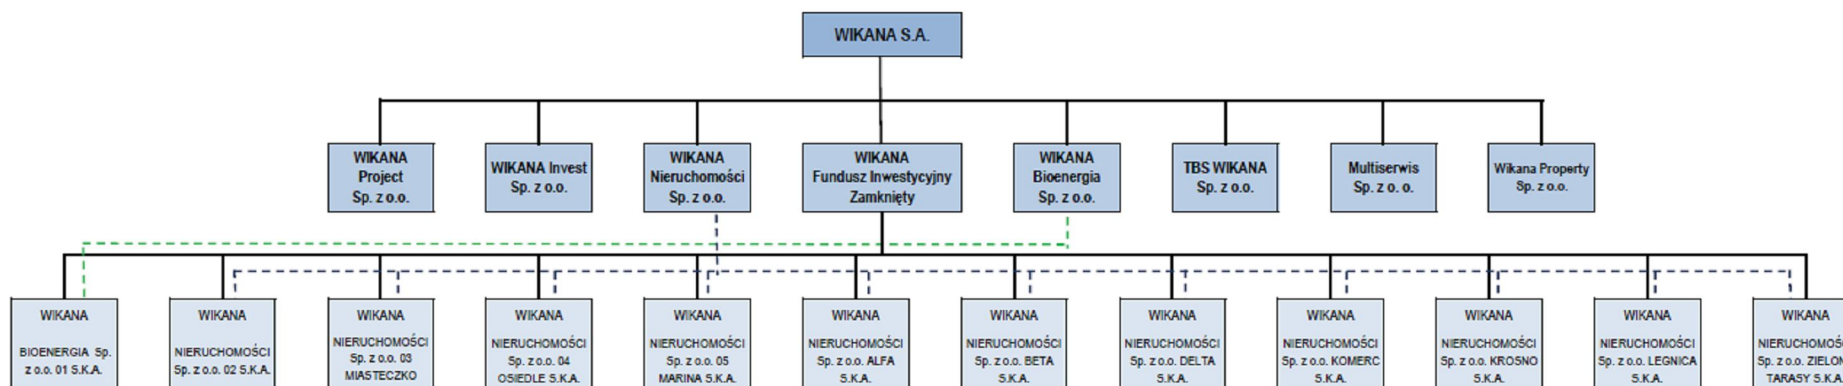 WIKANA S.A.
WIKANA
Project
Sp. z o.o.
WIKANA Invest
Sp. z o.o.
WIKANA
Nieruchomości
Sp. z o.o.
WIKANA
Fundusz Inwestycyjny
Zamknięty
WIKANA
Bioenergia
Sp. z o.o.
TBS WIKANA
Sp. z o.o.
Multiserwis
Sp. z o. o.
Wikana Property
Sp. z o.o.
WIKANA
BIOENERGIA Sp.
z o.o. 01 S.K.A.
WIKANA
NIERUCHOMOŚCI
Sp. z o.o. 02 S.K.A.
WIKANA
NIERUCHOMOŚCI
Sp. z o.o. 03
MIASTECZKO
WIKANA
NIERUCHOMOŚCI
Sp. z o.o. 04
OSIEDLE S.K.A.
WIKANA
NIERUCHOMOŚCI
Sp. z o.o. 05
MARINA S.K.A.
WIKANA
NIERUCHOMOŚCI
Sp. z o.o. ALFA
S.K.A.
WIKANA
NIERUCHOMOŚCI
Sp. z o.o. BETA
S.K.A.
WIKANA
NIERUCHOMOŚCI
Sp. z o.o. DELTA
S.K.A.
WIKANA
NIERUCHOMOŚCI
Sp. z o.o. KOMERC
S.K.A.
WIKANA
NIERUCHOMOŚCI
Sp. z o.o. KROSNO
S.K.A.
WIKANA
NIERUCHOMOŚCI
Sp. z o.o. LEGNICA
S.K.A.
WIKANA
Sp. z o.o.
TARASY S.K.A.